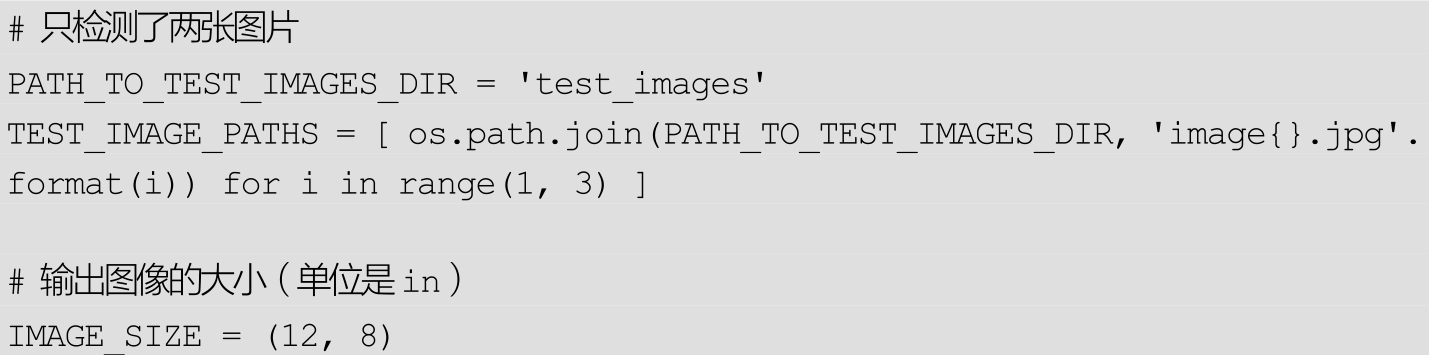 # 只检测了两张图片
PATH_TO_TEST_IMAGES_DIR = 'test_images'
TEST_IMAGE_PATHS = [ os.path.join(PATH_TO_TEST_IMAGES_DIR, 'image{}.jpg'.
format(i)) for i in range(1, 3) ]
# 输出图像的大小（单位是 in）
IMAGE_SIZE = (12, 8)